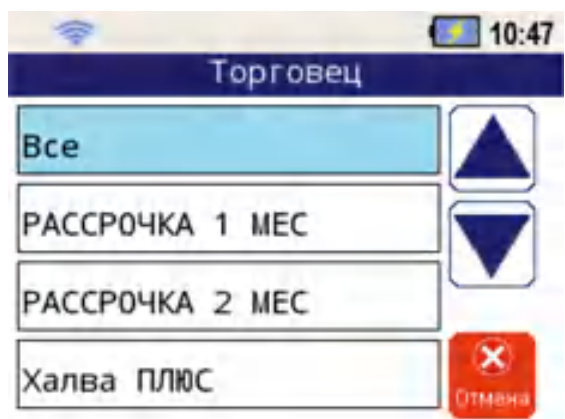 10:47
Торговец
Все
РАССРОЧКА 1 МЕС
РАССРОЧКА 2 МЕС
Халва ПЛЮС
Отмена